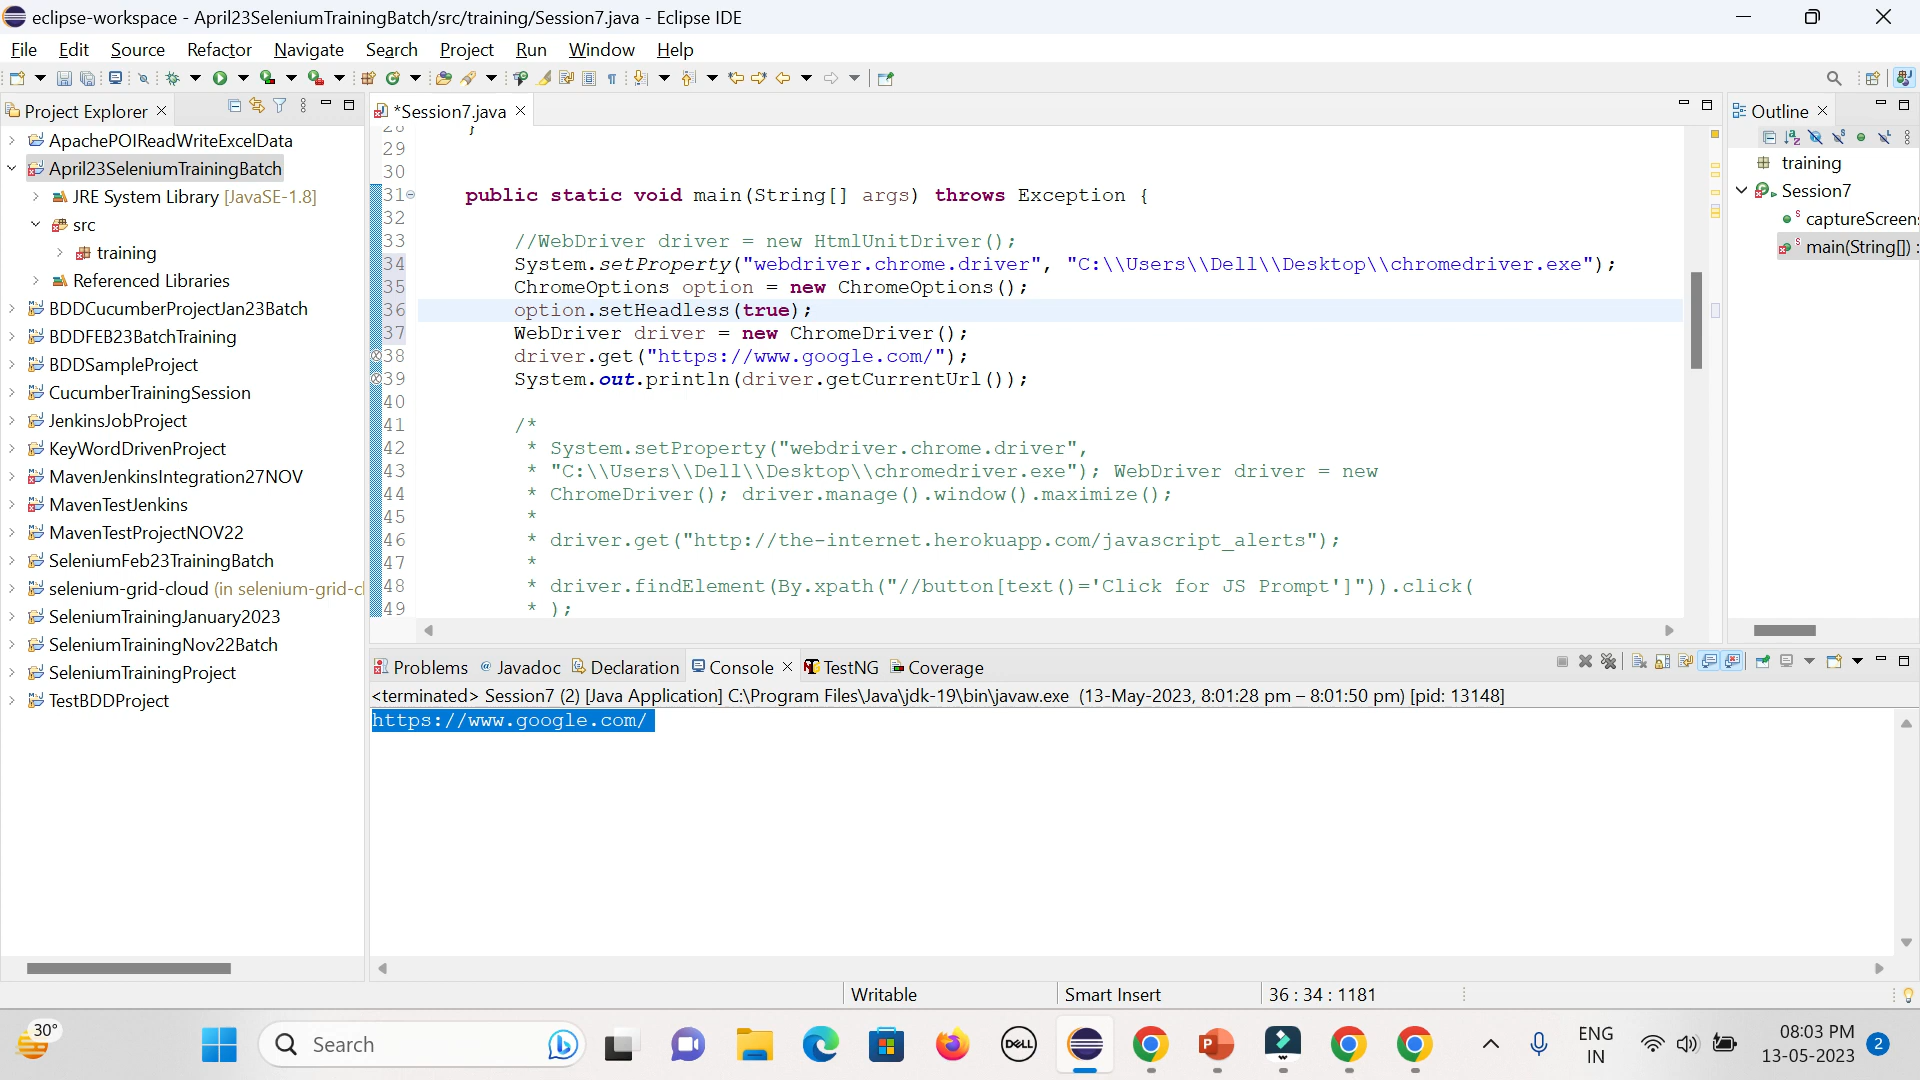 eclipse-workspace - April23SeleniumTrainingBatch/src/training/Session7.java - Eclipse IDE
File Edit Source Refactor Navigate Search Project Run Window Help
Project Explorer
ApachePOIReadWriteExcelData
April23SeleniumTrainingBatch
JRE System Library [JavaSE-1.8]
src
training
Referenced Libraries
BDDCucumberProjectJan23Batch
BDDFEB23BatchTraining
BDDSampleProject
CucumberTrainingSession
JenkinsJobProject
KeyWordDrivenProject
MavenJenkinsIntegration27NOV
MavenTestJenkins
MavenTestProjectNOV22
SeleniumFeb23TrainingBatch
selenium-grid-cloud (in selenium-grid-cl
SeleniumTrainingJanuary2023
SeleniumTrainingNov22Batch
SeleniumTrainingProject
TestBDDProject
*Session7.java
28 }
29
30
31 public static void main(String[] args) throws Exception {
32
33 //WebDriver driver = new HtmlUnitDriver();
34 System.setProperty("webdriver.chrome.driver", "C:\\Users\\Dell\\Desktop\\chromedriver.exe");
35 ChromeOptions option = new ChromeOptions();
36 option.setHeadless(true);
37 WebDriver driver = new ChromeDriver();
38 driver.get("https://www.google.com/");
39 System.out.println(driver.getCurrentUrl());
40
41 /*
42 * System.setProperty("webdriver.chrome.driver",
43 * "C:\\Users\\Dell\\Desktop\\chromedriver.exe"); WebDriver driver = new
44 * ChromeDriver(); driver.manage().window().maximize();
45 *
46 * driver.get("http://the-internet.herokuapp.com/javascript_alerts");
47 *
48 * driver.findElement(By.xpath("//button[text()='Click for JS Prompt']")).click(
49 * );
Outline
training
Session7
captureScreens
main(String[]) :
Problems Javadoc Declaration Console TestNG Coverage
<terminated> Session7 (2) [Java Application] C:\Program Files\Java\jdk-19\bin\javaw.exe (13-May-2023, 8:01:28 pm – 8:01:50 pm) [pid: 13148]
https://www.google.com/
Writable
Smart Insert
36 : 34 : 1181
30°
Search
DELL
P
ENG
IN
08:03 PM
13-05-2023
2